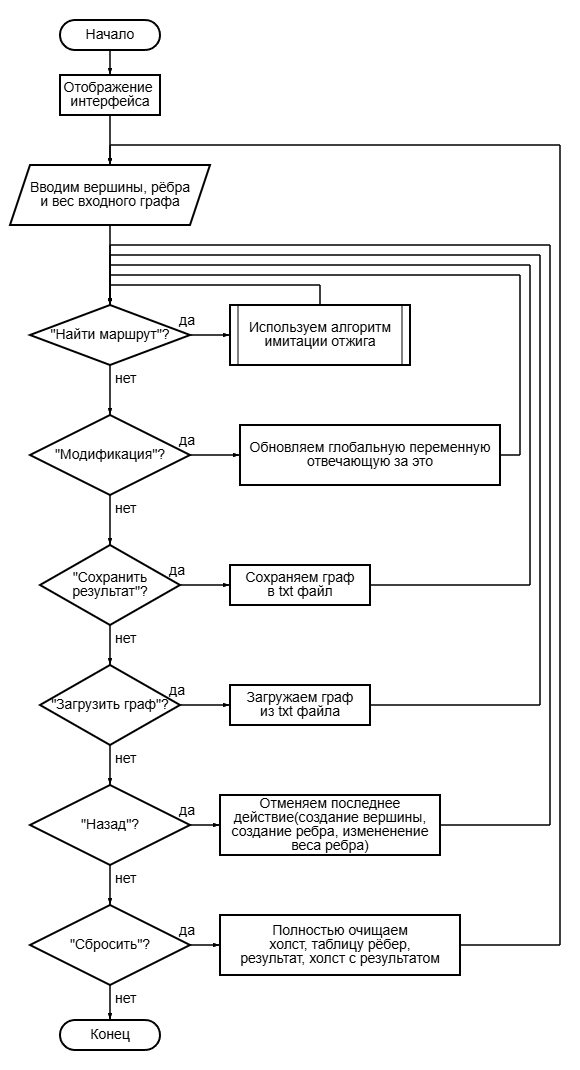 Начало
Отображение
интерфейса
Вводим вершины, рёбра
и вес входного графа
"Найти маршрут"?
да
Используем алгоритм
имитации отжига
нет
"Модификация"?
да
Обновляем глобальную переменную
отвечающую за это
нет
"Сохранить
результат"?
да
Сохраняем граф
в txt файл
нет
"Загрузить граф"?
да
Загружаем граф
из txt файла
нет
"Назад"?
да
Отменяем последнее
действие(создание вершины,
создание ребра, измененение
веса ребра)
нет
"Сбросить"?
да
Полностью очищаем
холст, таблицу рёбер,
результат, холст с результатом
нет
Конец